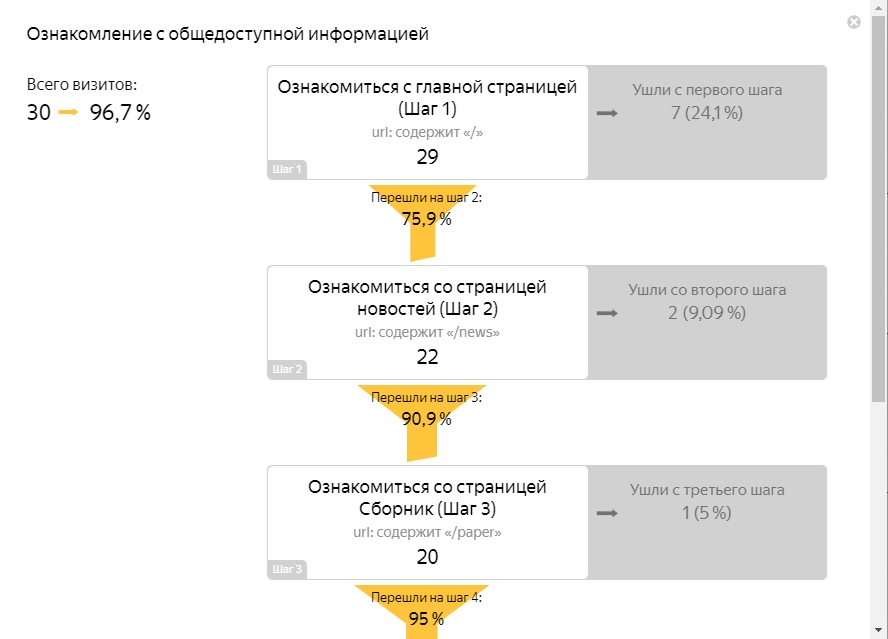 Ознакомление с общедоступной информацией
Всего визитов:
30 → 96,7 %
Ознакомиться с главной страницей
(Шаг 1)
url: содержит «/»
29
Шаг 1
Ушли с первого шага
7 (24,1 %)
Перешли на шаг 2:
75,9 %
Ознакомиться со страницей
новостей (Шаг 2)
url: содержит «/news»
22
Шаг 2
Ушли со второго шага
2 (9,09 %)
Перешли на шаг 3:
90,9 %
Ознакомиться со страницей
Сборник (Шаг 3)
url: содержит «/paper»
20
Шаг 3
Ушли с третьего шага
1 (5 %)
Перешли на шаг 4:
95 %